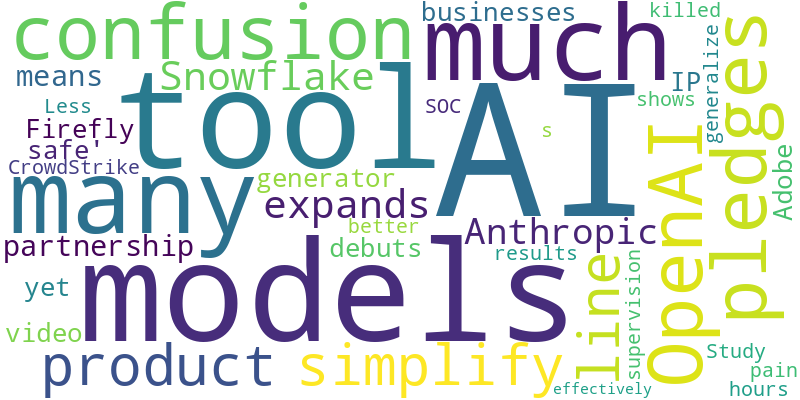 confusion
businesses
killed
much
pledges
generalize
means
Snowflake
IP
tool
AI
Less
SOC
shows
Firefly
s
safe'
CrowdStrike
OpenAI
Adobe
many
generator
expands
Anthropic
better
partnership
debuts
results
line
supervision
yet
models
video
product
simplify
Study
pain
effectively
hours